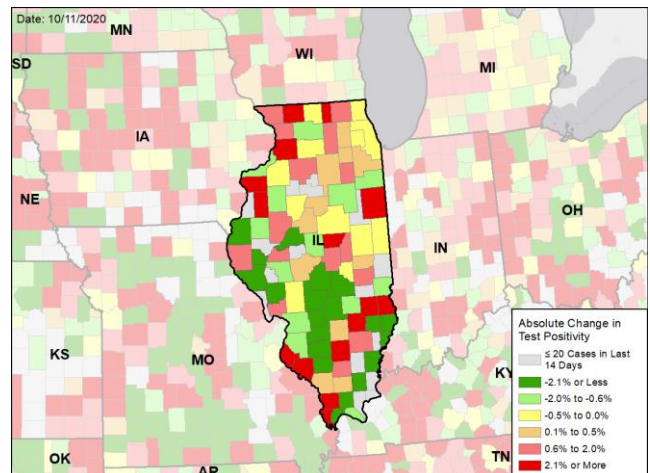 Date: 10/11/2020
MN
SD
WI
MI
IA
NE
OH
IL
IN
KS
MO
KY
OK
AR
TN
Absolute Change in
Test Positivity
≤ 20 Cases in Last
14 Days
-2.1% or Less
-2.0% to -0.6%
-0.5% to 0.0%
0.1% to 0.5%
0.6% to 2.0%
2.1% or More